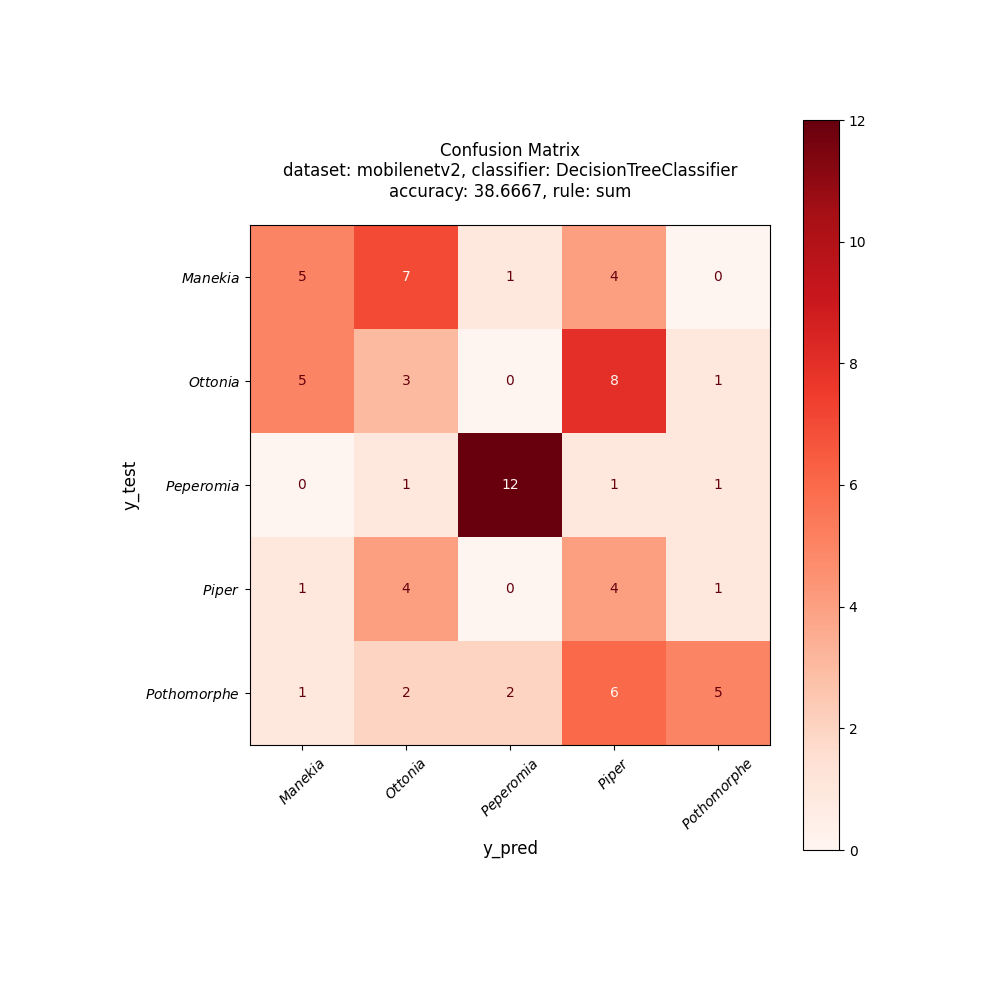 Confusion Matrix
dataset: mobilenetv2, classifier: DecisionTreeClassifier
accuracy: 38.6667, rule: sum
12
10
8
6
4
2
0
y_test
Manekia 5 7 1 4 0
Ottonia 5 3 0 8 1
Peperomia 0 1 12 1 1
Piper 1 4 0 4 1
Pothomorphe 1 2 2 6 5
Manekia Ottonia Peperomia Piper Pothomorphe
y_pred